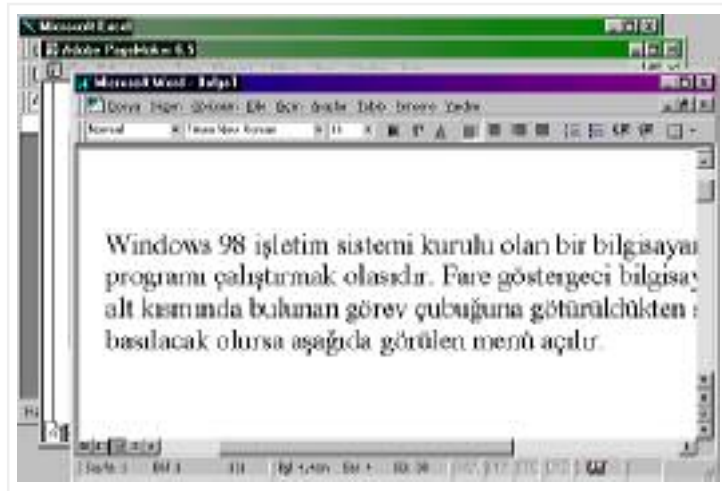 Microsoft Excel
Adobe PageMaker 6.5
Microsoft Word - Belge1
Dosya Düzen Görünüm Ekle Biçim Araçlar Tablo Pencere Yardım
Normal Times New Roman
Windows 98 işletim sistemi kurulu olan bir bilgisayar
programı çalıştırmak olasıdır. Fare göstergeci bilgisay
alt kısmında bulunan görev çubuğuna götürüldükten s
basılacak olursa aşağıda görülen menü açılır.
Sayfa 1